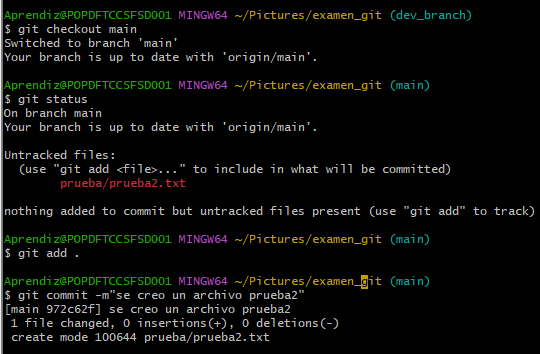 Aprendiz@POPDFTCCSFSD001 MINGW64 ~/Pictures/examen_git (dev_branch)
$ git checkout main
Switched to branch 'main'
Your branch is up to date with 'origin/main'.
Aprendiz@POPDFTCCSFSD001 MINGW64 ~/Pictures/examen_git (main)
$ git status
On branch main
Your branch is up to date with 'origin/main'.
Untracked files:
(use "git add <file>..." to include in what will be committed)
prueba/prueba2.txt
nothing added to commit but untracked files present (use "git add" to track)
Aprendiz@POPDFTCCSFSD001 MINGW64 ~/Pictures/examen_git (main)
$ git add .
Aprendiz@POPDFTCCSFSD001 MINGW64 ~/Pictures/examen_git (main)
$ git commit -m"se creo un archivo prueba2"
[main 972c62f] se creo un archivo prueba2
1 file changed, 0 insertions(+), 0 deletions(-)
create mode 100644 prueba/prueba2.txt